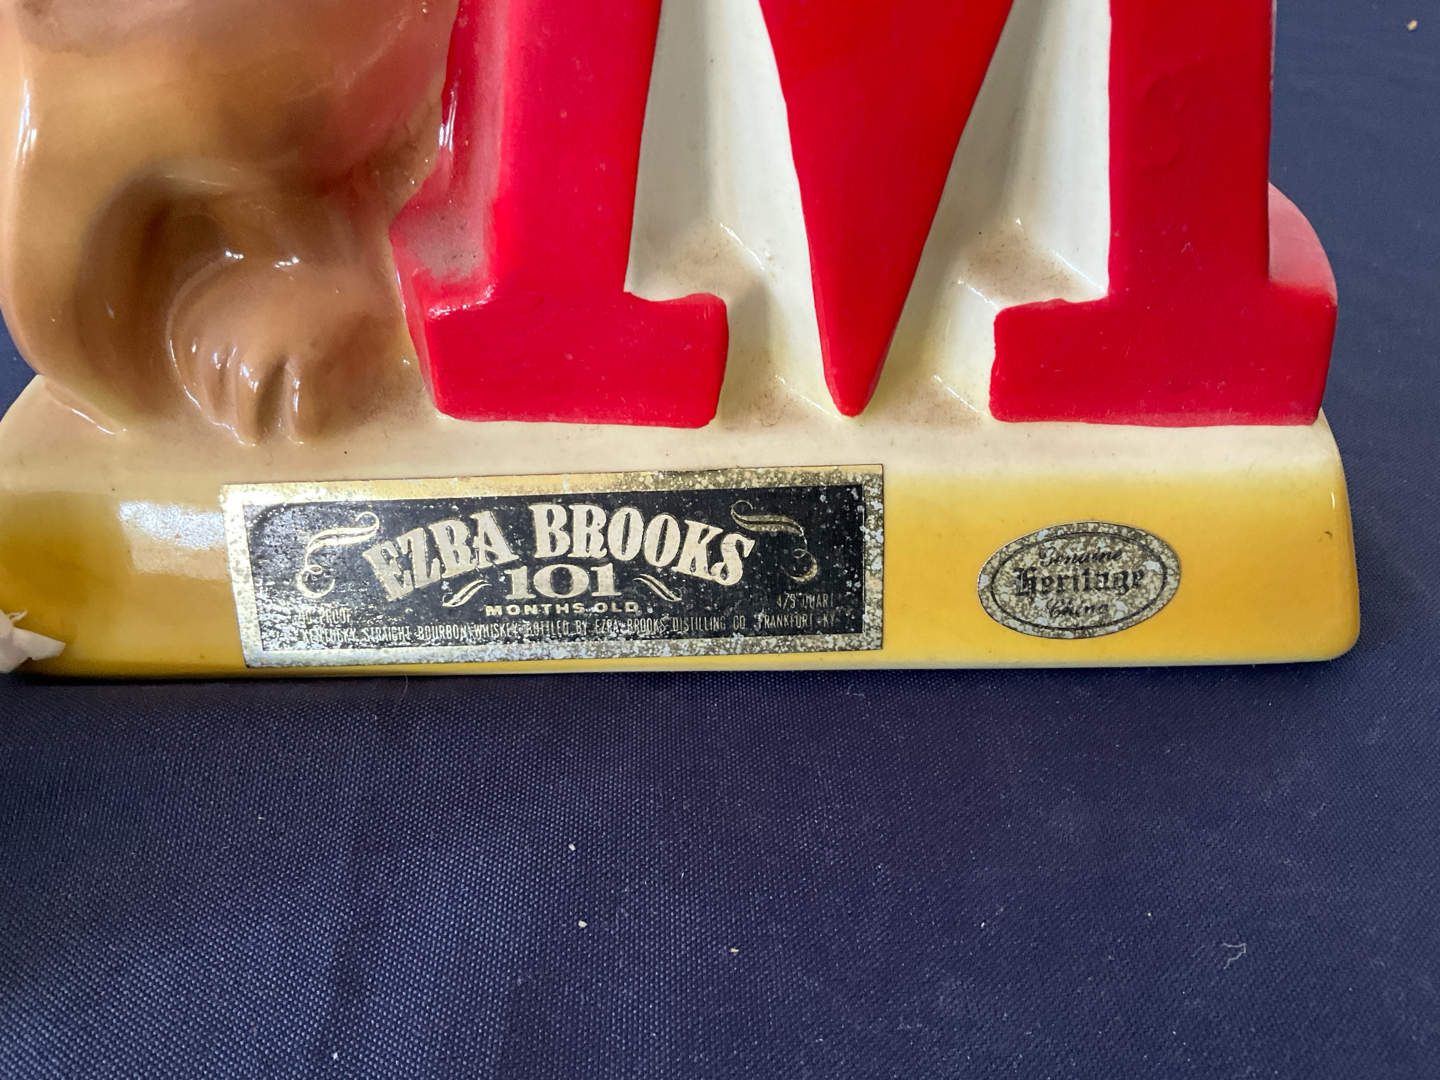 M
EZRA BROOKS
101
MONTHS OLD
PROOF 4/5 QUART
KENTUCKY STRAIGHT BOURBON WHISKEY BOTTLED BY EZRA BROOKS DISTILLING CO. FRANKFORT KY.
Genuine
Heritage
China